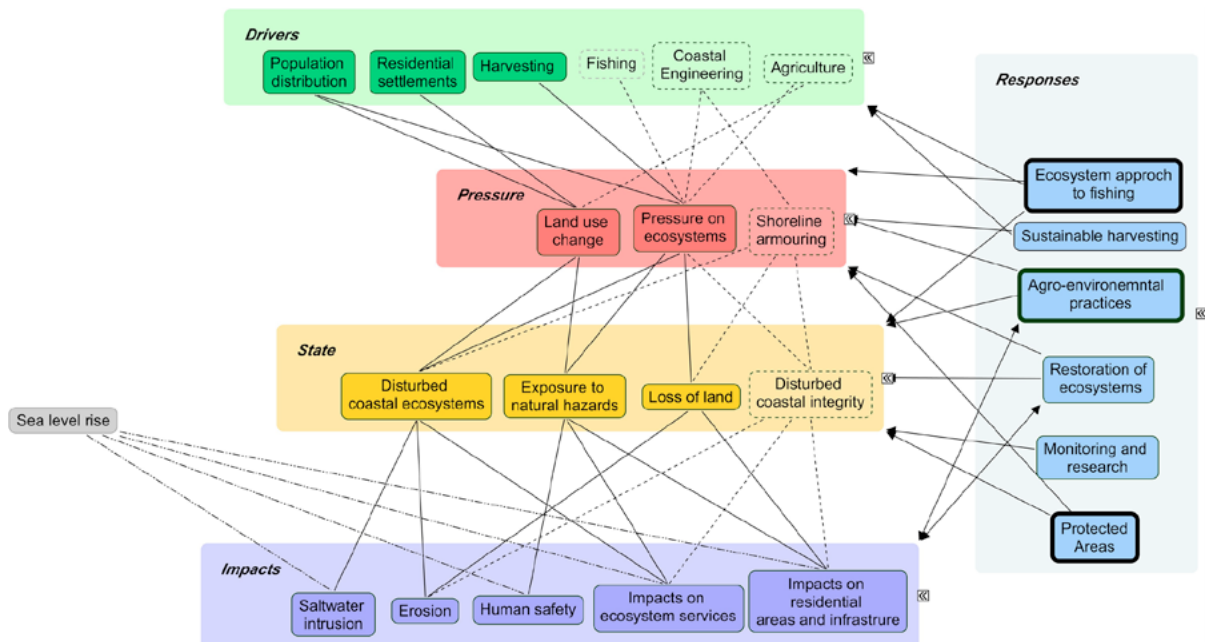 Drivers
Population
distribution
Residential
settlements
Harvesting
Fishing
Coastal
Engineering
Agriculture
Responses
Ecosystem approch
to fishing
Sustainable harvesting
Agro-environemntal
practices
Restoration of
ecosystems
Monitoring and
research
Protected
Areas
Pressure
Land use
change
Pressure on
ecosystems
Shoreline
armouring
State
Disturbed
coastal ecosystems
Exposure to
natural hazards
Loss of land
Disturbed
coastal integrity
Sea level rise
Impacts
Saltwater
intrusion
Erosion
Human safety
Impacts on
ecosystem services
Impacts on
residential
areas and infrastrure